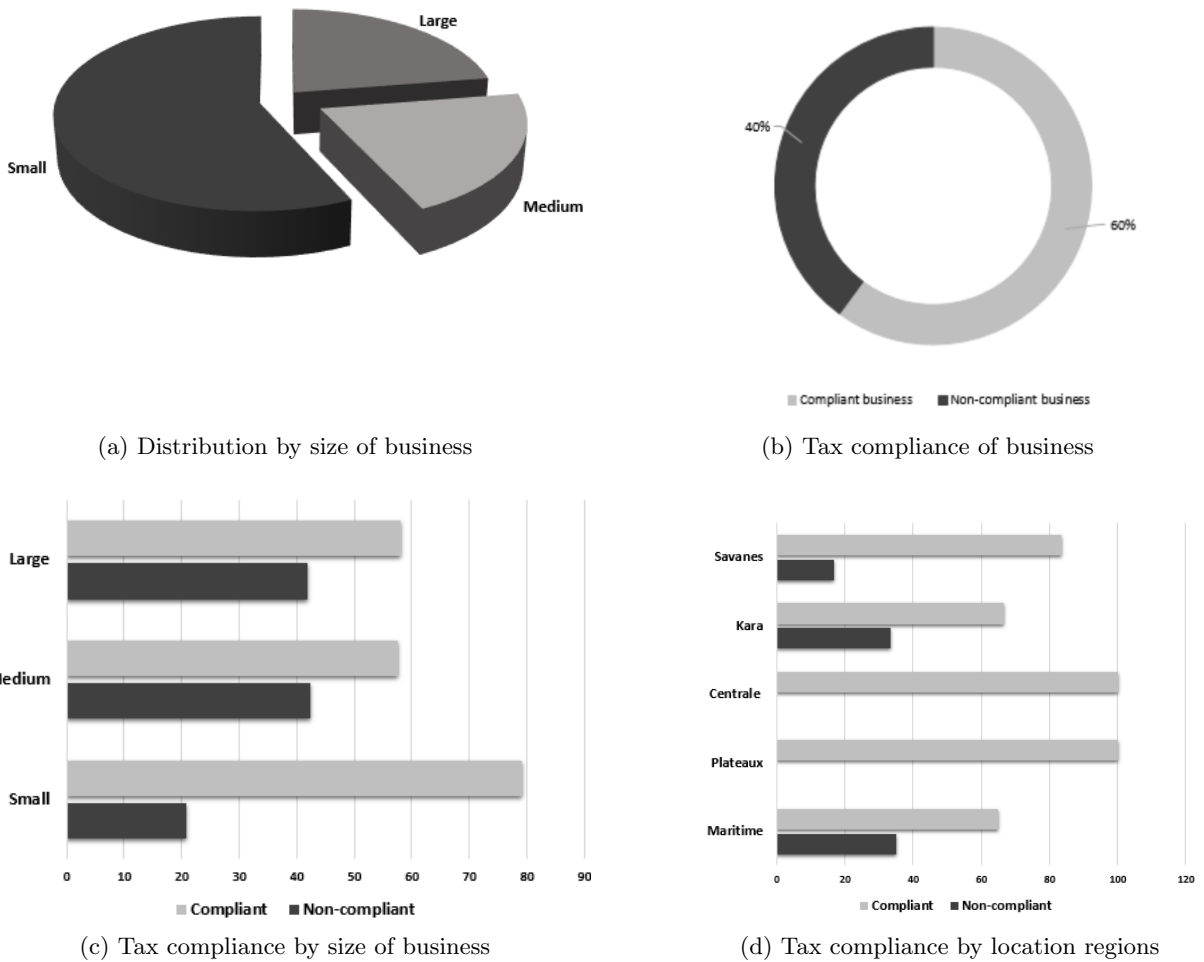 Large
Small
Medium
(a) Distribution by size of business
40%
60%
Compliant business Non-compliant business
(b) Tax compliance of business
Large
edium
Small
0 10 20 30 40 50 60 70 80 90
Compliant Non-compliant
(c) Tax compliance by size of business
Savanes
Kara
Centrale
Plateaux
Maritime
0 20 40 60 80 100 120
Compliant Non-compliant
(d) Tax compliance by location regions